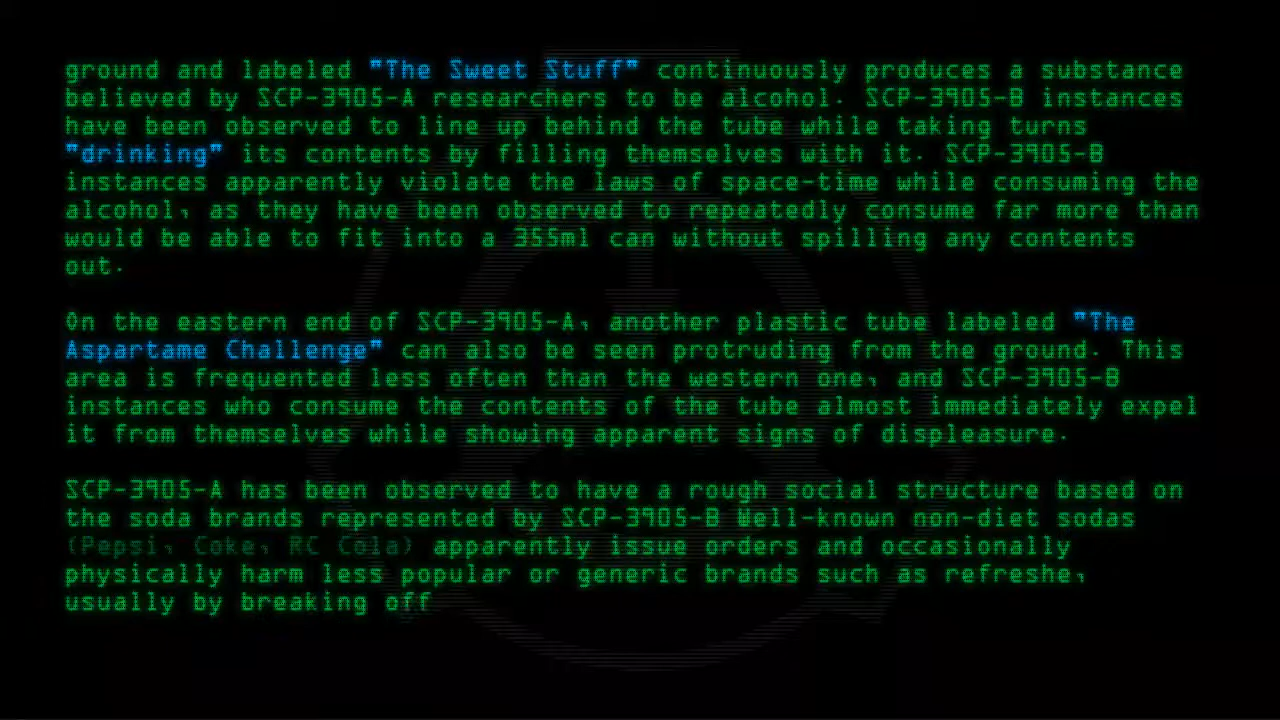 ground and labeled "The Sweet Stuff" continuously produces a substance
believed by SCP-3905-A researchers to be alcohol. SCP-3905-B instances
have been observed to line up behind the tube while taking turns
"drinking" its contents by filling themselves with it. SCP-3905-B
instances apparently violate the laws of space-time while consuming the
alcohol, as they have been observed to repeatedly consume far more than
would be able to fit into a 355ml can without spilling any contents
out.
On the eastern end of SCP-3905-A, another plastic tube labeled "The
Aspartame Challenge" can also be seen protruding from the ground. This
area is frequented less often than the western one, and SCP-3905-B
instances who consume the contents of the tube almost immediately expel
it from themselves while showing apparent signs of displeasure.
SCP-3905-A has been observed to have a rough social structure based on
the soda brands represented by SCP-3905-B Well-known non-diet sodas
(Pepsi, Coke, RC Cola) apparently issue orders and occasionally
physically harm less popular or generic brands such as refreshe,
usually by breaking off